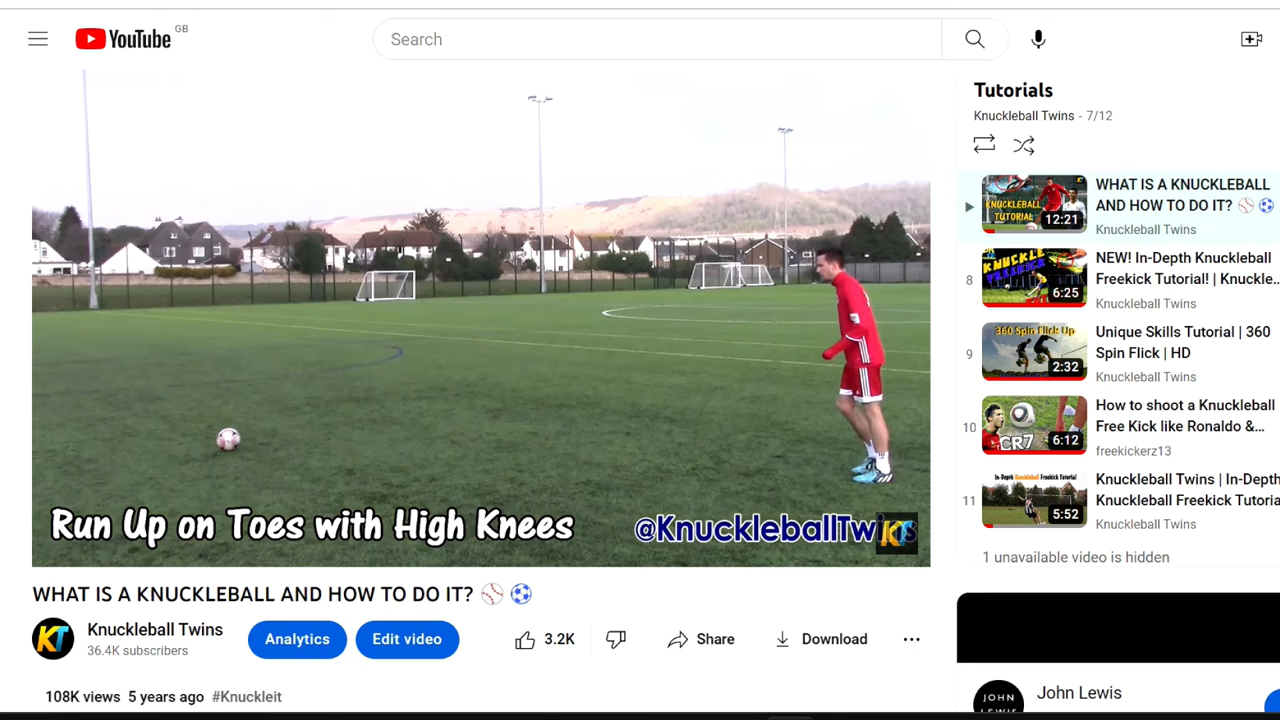 YouTube GB
Search
Run Up on Toes with High Knees
@KnuckleballTwi
KT
WHAT IS A KNUCKLEBALL AND HOW TO DO IT?
KT
Knuckleball Twins
36.4K subscribers
Analytics
Edit video
3.2K
Share
Download
108K views 5 years ago #Knuckleit
Tutorials
Knuckleball Twins - 7/12
KNUCKLEBALL
TUTORIAL
12:21
WHAT IS A KNUCKLEBALL
AND HOW TO DO IT?
Knuckleball Twins
8
KNUCKLE
FREEKICK
6:25
NEW! In-Depth Knuckleball
Freekick Tutorial! | Knuckle...
Knuckleball Twins
9
360 Spin Flick Up
2:32
Unique Skills Tutorial | 360
Spin Flick | HD
Knuckleball Twins
10
CR7
6:12
How to shoot a Knuckleball
Free Kick like Ronaldo &...
freekickerz13
11
In-Depth Knuckleball Freekick Tutorial
5:52
Knuckleball Twins | In-Depth
Knuckleball Freekick Tutoria
Knuckleball Twins
1 unavailable video is hidden
JOHN
LEWIS
John Lewis